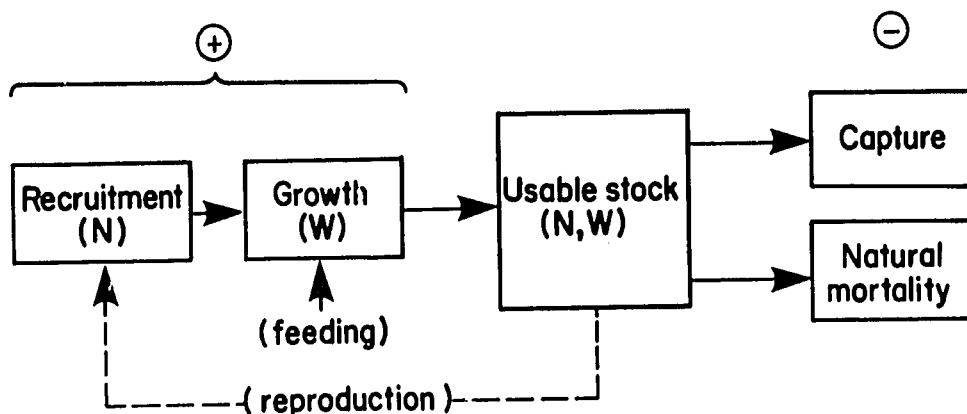 +
−
Recruitment
(N)
Growth
(W)
Usable stock
(N,W)
Capture
Natural
mortality
(feeding)
(reproduction)